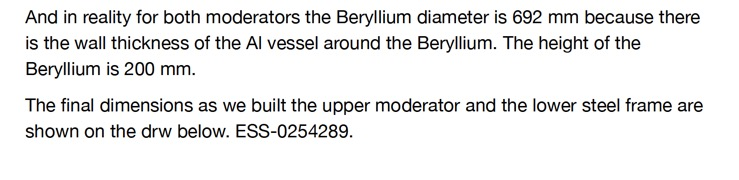 And in reality for both moderators the Beryllium diameter is 692 mm because there
is the wall thickness of the Al vessel around the Beryllium. The height of the
Beryllium is 200 mm.
The final dimensions as we built the upper moderator and the lower steel frame are
shown on the drw below. ESS-0254289.